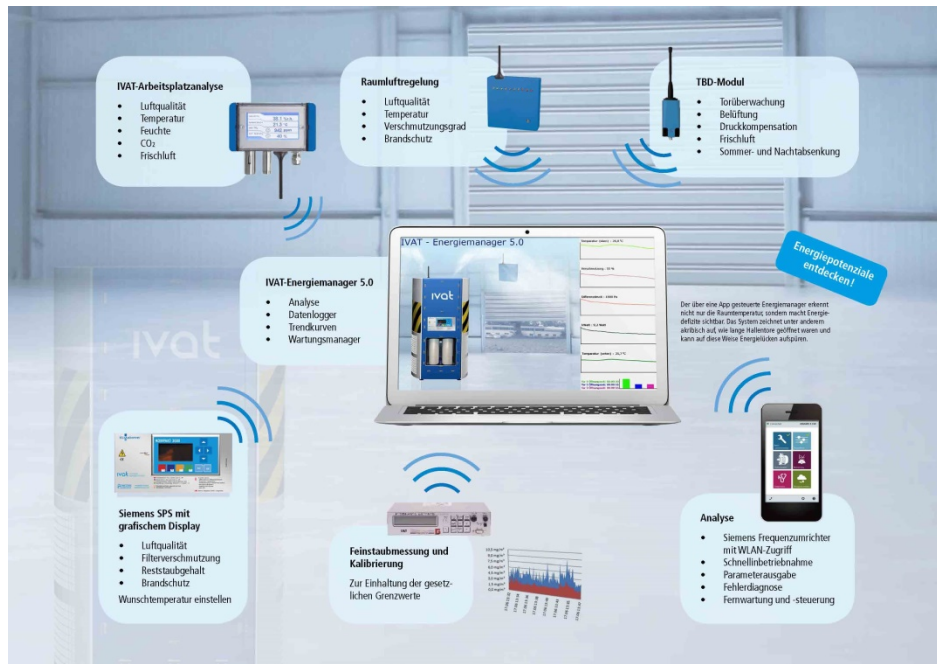 IVAT-Arbeitsplatzanalyse
• Luftqualität
• Temperatur
• Feuchte
• CO₂
• Frischluft
Raumluftregelung
• Luftqualität
• Temperatur
• Verschmutzungsgrad
• Brandschutz
TBD-Modul
• Torüberwachung
• Belüftung
• Druckkompensation
• Frischluft
• Sommer- und Nachtabsenkung
IVAT - Energiemanager 5.0
ivat
Energiepotenziale
entdecken!
IVAT-Energiemanager 5.0
• Analyse
• Datenlogger
• Trendkurven
• Wartungsmanager
Der über eine App gesteuerte Energiemanager erkennt
nicht nur die Raumtemperatur, sondern macht Energie-
defizite sichtbar. Das System zeichnet unter anderem
akribisch auf, wie lange Hallentore geöffnet waren und
kann auf diese Weise Energielücken aufspüren.
ivat
ivat
Siemens SPS mit
grafischem Display
• Luftqualität
• Filterverschmutzung
• Reststaubgehalt
• Brandschutz
Wunschtemperatur einstellen
Feinstaubmessung und
Kalibrierung
Zur Einhaltung der gesetz-
lichen Grenzwerte
Analyse
• Siemens Frequenzumrichter
mit WLAN-Zugriff
• Schnellinbetriebnahme
• Parameterausgabe
• Fehlerdiagnose
• Fernwartung und -steuerung